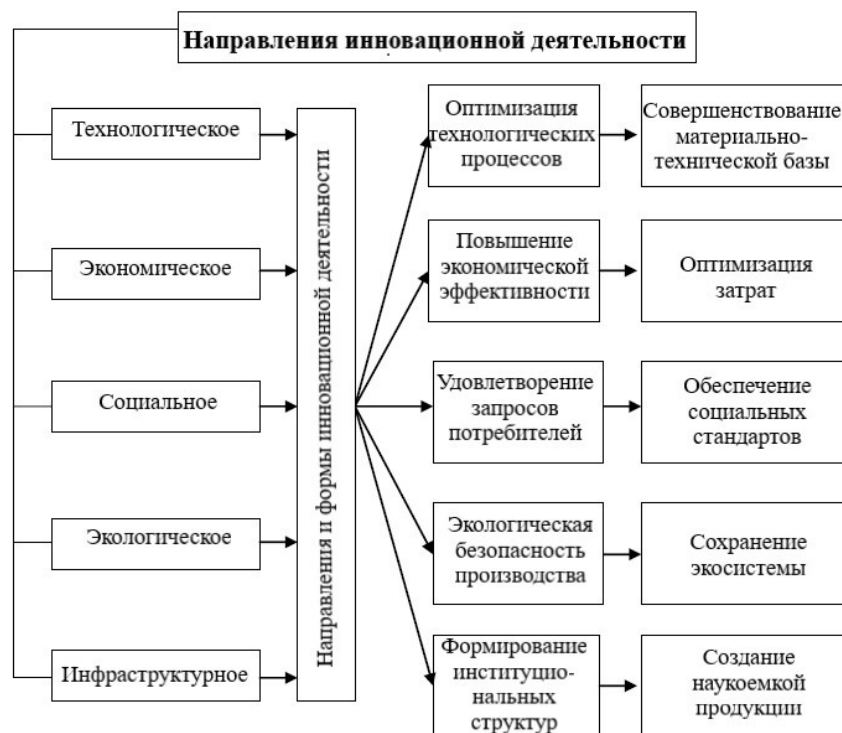 Направления инновационной деятельности
Технологическое
Экономическое
Социальное
Экологическое
Инфраструктурное
Направления и формы инновационной деятельности
Оптимизация
технологических
процессов
Совершенствование
материально-
технической базы
Повышение
экономической
эффективности
Оптимизация
затрат
Удовлетворение
запросов
потребителей
Обеспечение
социальных
стандартов
Экологическая
безопасность
производства
Сохранение
экосистемы
Формирование
институцио-
нальных
структур
Создание
наукоемкой
продукции